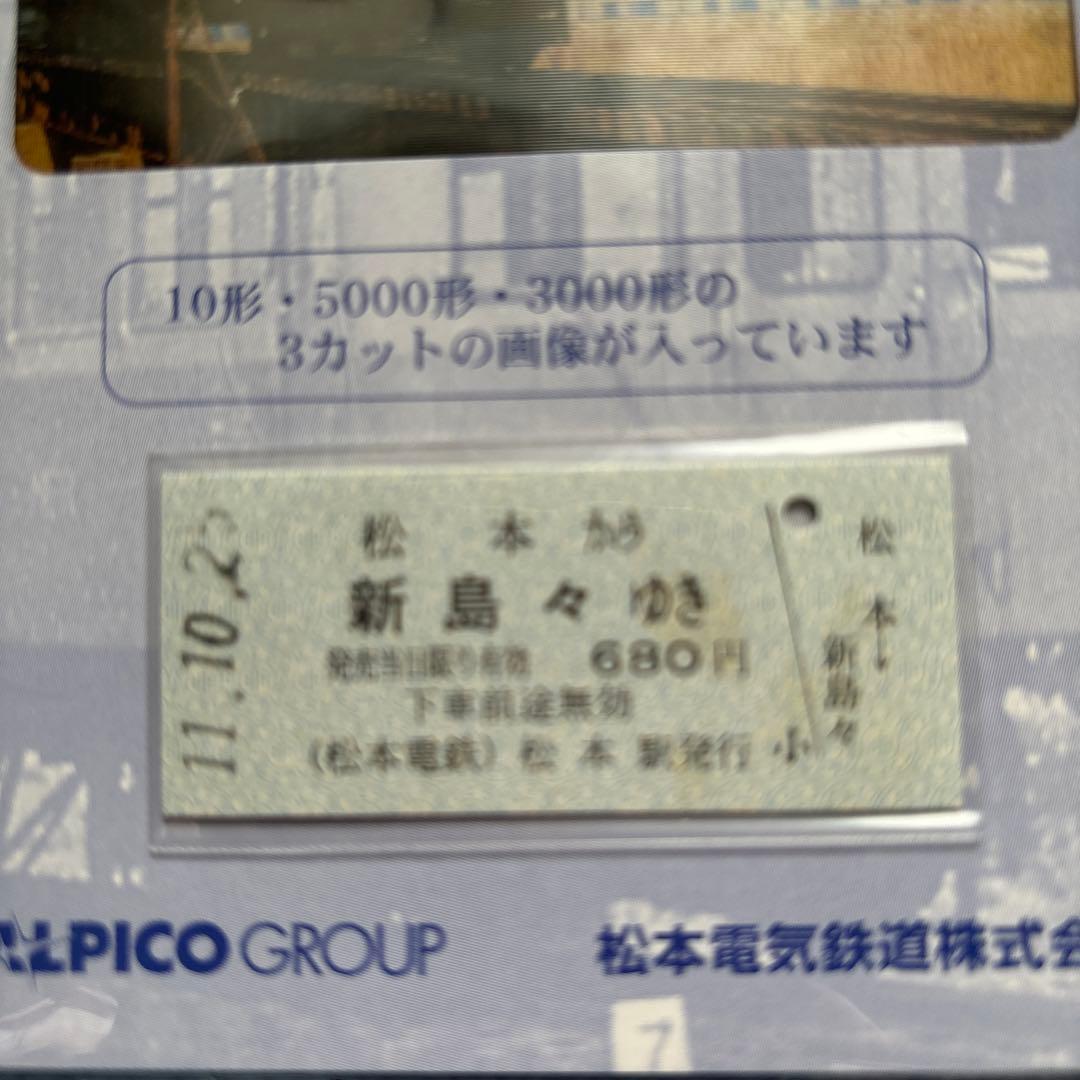 10形・5000形・3000形の
3カットの画像が入っています
松 本 から
新 島 々 ゆき
発売当日限り有効 680円
下車前途無効
(松本電鉄) 松 本 駅発行
小
松本
新島々
11.10.2
ALPICO GROUP
松本電気鉄道株式会
7